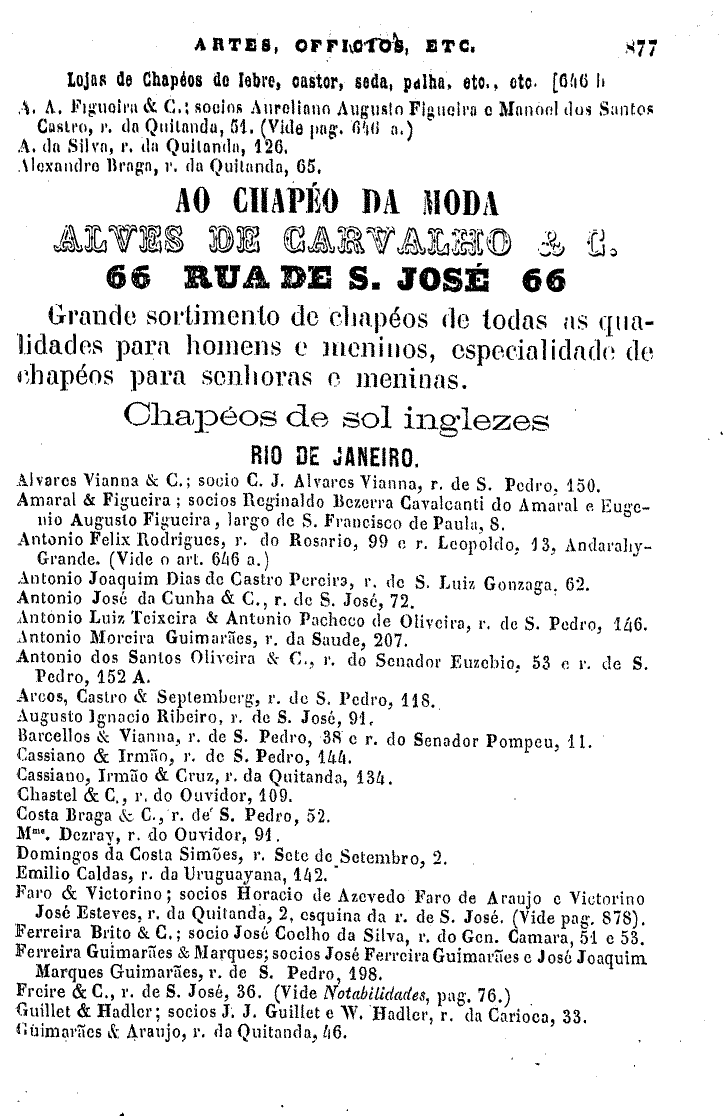 ARTES, OFFICIOS, ETC. 877
Lojas de Chapéos de lebre, castor, seda, palha, etc., etc. [646 b
A. A. Figueira & C.; socios Aureliano Augusto Figueira e Manoel dos Santos
Castro, r. da Quitanda, 51. (Vide pag. 646 a.)
A. da Silva, r. da Quitanda, 126.
Alexandre Braga, r. da Quitanda, 65.
AO CHAPÉO DA MODA
ALVES DE CARVALHO & C.
66 RUA DE S. JOSÉ 66
Grande sortimento de chapéos de todas as qua-
lidades para homens e meninos, especialidade de
chapéos para senhoras e meninas.
Chapéos de sol inglezes
RIO DE JANEIRO.
Alvares Vianna & C.; socio C. J. Alvares Vianna, r. de S. Pedro, 150.
Amaral & Figueira; socios Reginaldo Bezerra Cavalcanti do Amaral e Euge-
nio Augusto Figueira, largo de S. Francisco de Paula, 8.
Antonio Felix Rodrigues, r. do Rosario, 99 e r. Leopoldo, 13, Andarahy-
Grande. (Vide o art. 646 a.)
Antonio Joaquim Dias de Castro Pereira, r. de S. Luiz Gonzaga, 62.
Antonio José da Cunha & C., r. de S. José, 72.
Antonio Luiz Teixeira & Antonio Pacheco de Oliveira, r. de S. Pedro, 146.
Antonio Moreira Guimarães, r. da Saude, 207.
Antonio dos Santos Oliveira & C., r. do Senador Euzebio, 53 e r. de S.
Pedro, 152 A.
Arcos, Castro & Septemberg, r. de S. Pedro, 118.
Augusto Ignacio Ribeiro, r. de S. José, 91.
Barcellos & Vianna, r. de S. Pedro, 38 e r. do Senador Pompeu, 11.
Cassiano & Irmão, r. de S. Pedro, 144.
Cassiano, Irmão & Cruz, r. da Quitanda, 134.
Chastel & C., r. do Ouvidor, 109.
Costa Braga & C., r. de S. Pedro, 52.
Mme. Dezray, r. do Ouvidor, 91.
Domingos da Costa Simões, r. Sete de Setembro, 2.
Emilio Caldas, r. da Uruguayana, 142.
Faro & Victorino; socios Horacio de Azevedo Faro de Araujo e Victorino
José Esteves, r. da Quitanda, 2, esquina da r. de S. José. (Vide pag. 878).
Ferreira Brito & C.; socio José Coelho da Silva, r. do Gen. Camara, 51 e 53.
Ferreira Guimarães & Marques; socios José Ferreira Guimarães e José Joaquim
Marques Guimarães, r. de S. Pedro, 198.
Freire & C., r. de S. José, 36. (Vide Notabilidades, pag. 76.)
Guillet & Hadler; socios J. J. Guillet e W. Hadler, r. da Carioca, 33.
Guimarães & Araujo, r. da Quitanda, 46.